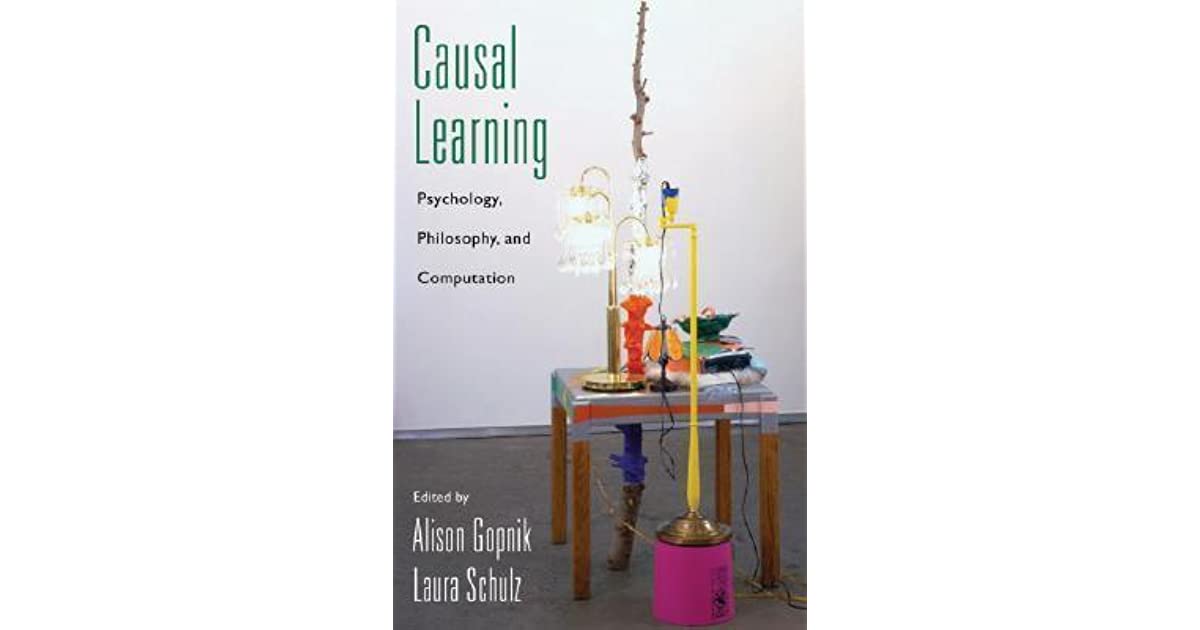 Causal
Learning
Psychology,
Philosophy, and
Computation
Edited by
Alison Gopnik
Laura Schulz